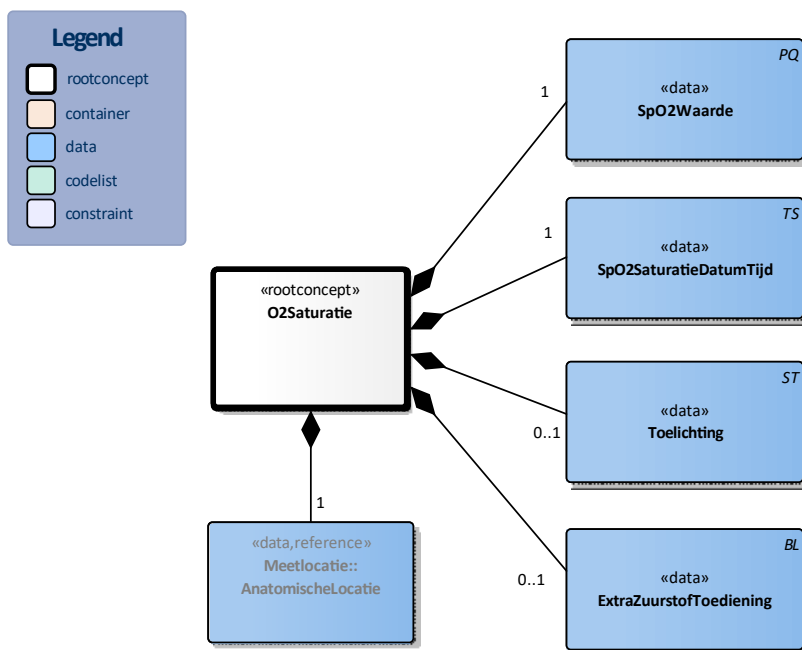 Legend
rootconcept
container
data
codelist
constraint
PQ
«data»
SpO2Waarde
1
TS
«data»
SpO2SaturatieDatumTijd
1
«rootconcept»
O2Saturatie
ST
«data»
Toelichting
0..1
1
«data,reference»
Meetlocatie::
AnatomischeLocatie
BL
«data»
ExtraZuurstofToediening
0..1